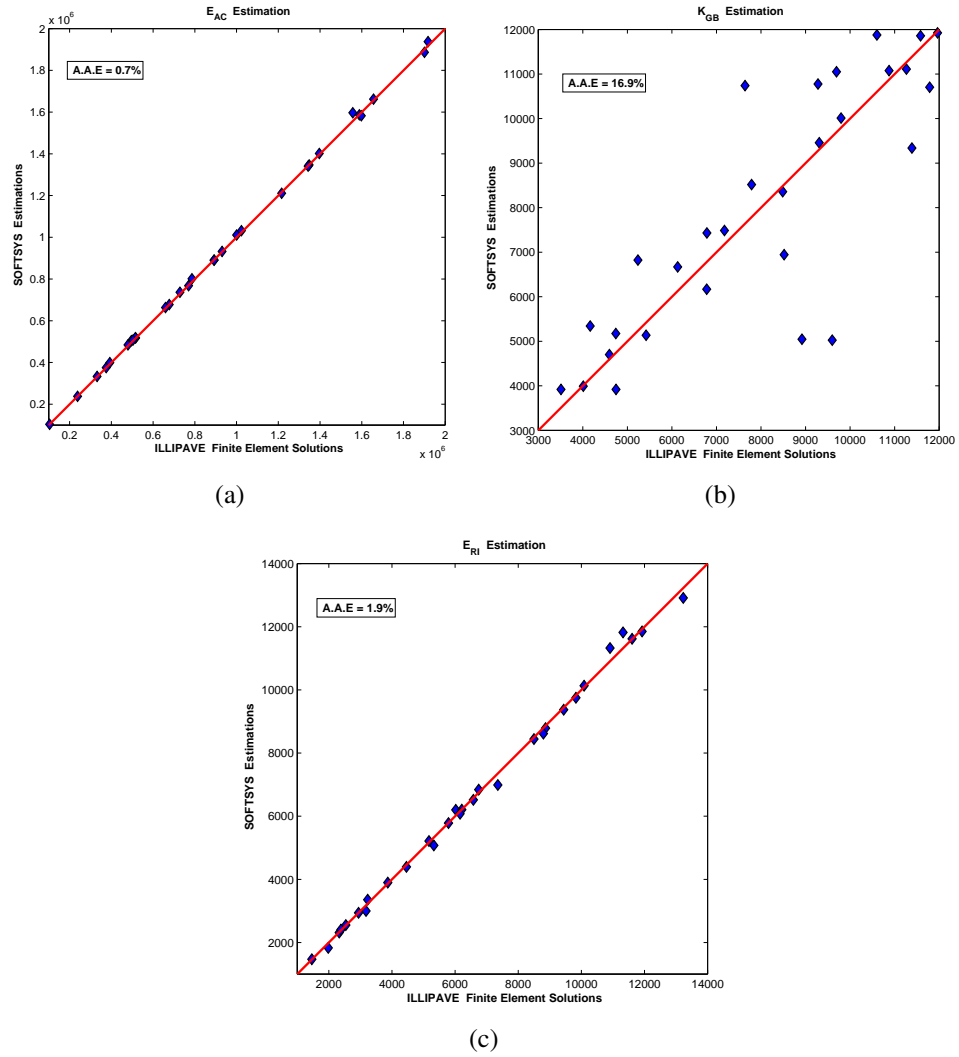 E_AC Estimation
x 10^6
2
1.8
1.6
1.4
1.2
1
0.8
0.6
0.4
0.2
SOFTSYS Estimations
A.A.E = 0.7%
0.2 0.4 0.6 0.8 1 1.2 1.4 1.6 1.8 2
x 10^6
ILLIPAVE Finite Element Solutions
(a)
K_GB Estimation
12000
11000
10000
9000
8000
7000
6000
5000
4000
3000
SOFTSYS Estimations
A.A.E = 16.9%
3000 4000 5000 6000 7000 8000 9000 10000 11000 12000
ILLIPAVE Finite Element Solutions
(b)
E_RI Estimation
14000
12000
10000
8000
6000
4000
2000
SOFTSYS Estimations
A.A.E = 1.9%
2000 4000 6000 8000 10000 12000 14000
ILLIPAVE Finite Element Solutions
(c)